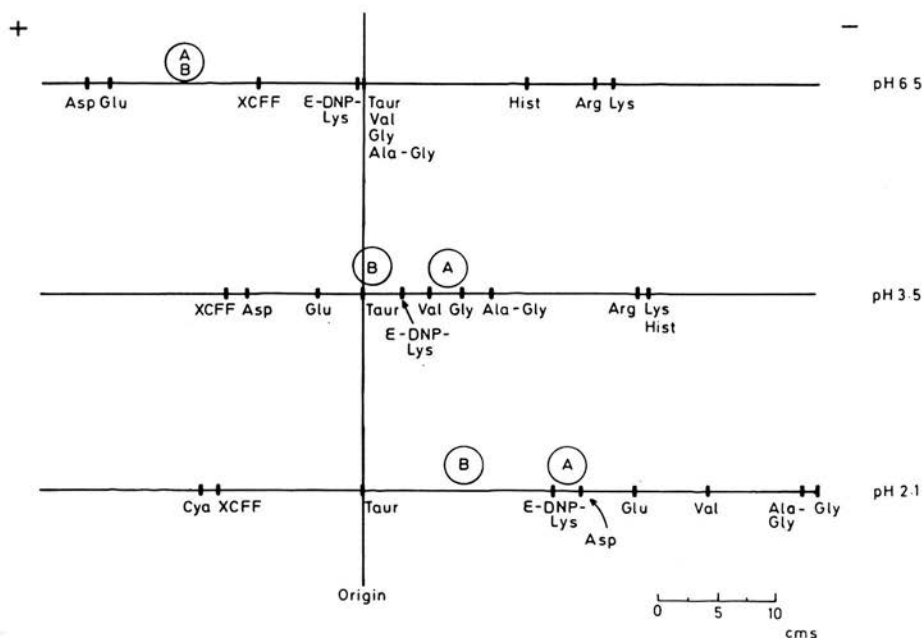 + −
A
B
pH 6·5
Asp Glu XCFF E-DNP-Lys Taur Hist Arg Lys
Val
Gly
Ala-Gly
B A
pH 3·5
XCFF Asp Glu Taur Val Gly Ala-Gly Arg Lys
E-DNP-Lys Hist
B A
pH 2·1
Cya XCFF Taur E-DNP-Lys Glu Val Ala-Gly
Asp Gly
Origin
0 5 10
cms